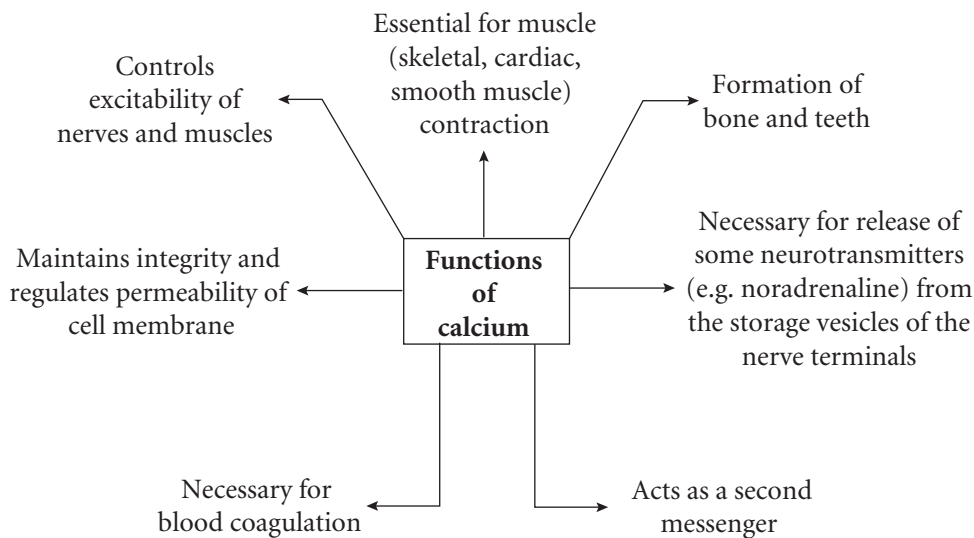 Essential for muscle
(skeletal, cardiac,
smooth muscle)
contraction
Controls
excitability of
nerves and muscles
Formation of
bone and teeth
Maintains integrity and
regulates permeability of
cell membrane
Functions
of
calcium
Necessary for release of
some neurotransmitters
(e.g. noradrenaline) from
the storage vesicles of the
nerve terminals
Necessary for
blood coagulation
Acts as a second
messenger